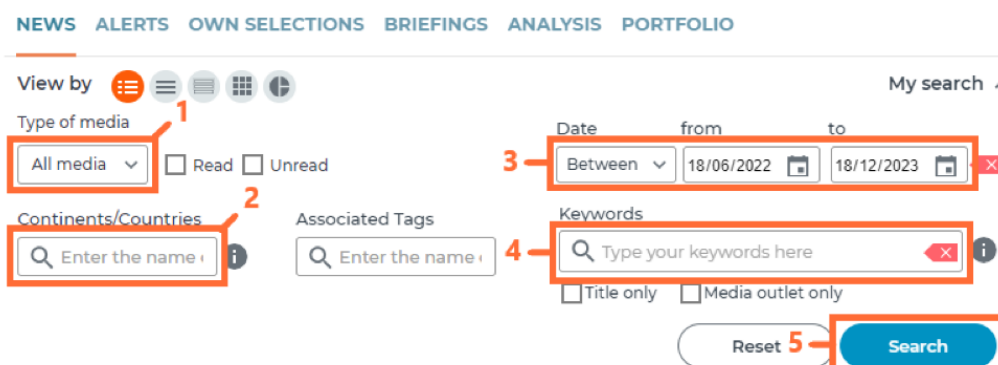 NEWS ALERTS OWN SELECTIONS BRIEFINGS ANALYSIS PORTFOLIO
View by My search
1
Type of media Date from to
All media Read Unread 3 Between 18/06/2022 18/12/2023
2
Continents/Countries Associated Tags Keywords
Enter the name Enter the name 4 Type your keywords here
Title only Media outlet only
Reset 5 Search